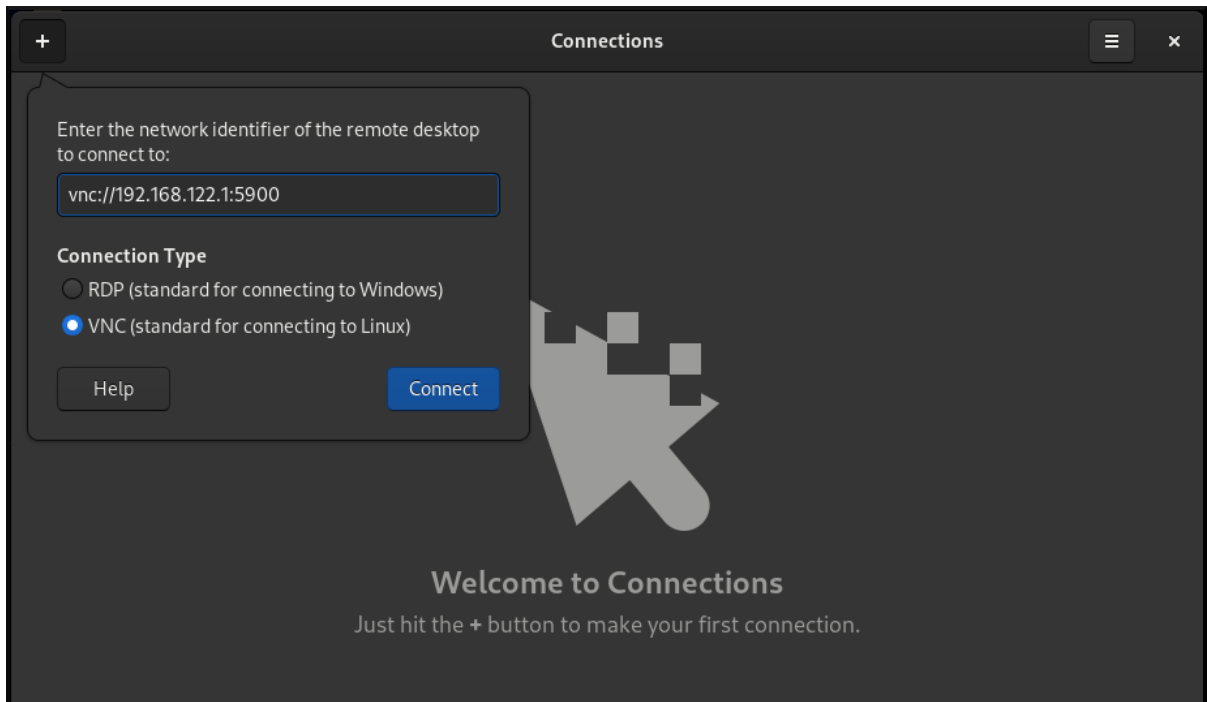 +
Connections
Enter the network identifier of the remote desktop
to connect to:
vnc://192.168.122.1:5900
Connection Type
RDP (standard for connecting to Windows)
VNC (standard for connecting to Linux)
Help
Connect
Welcome to Connections
Just hit the + button to make your first connection.